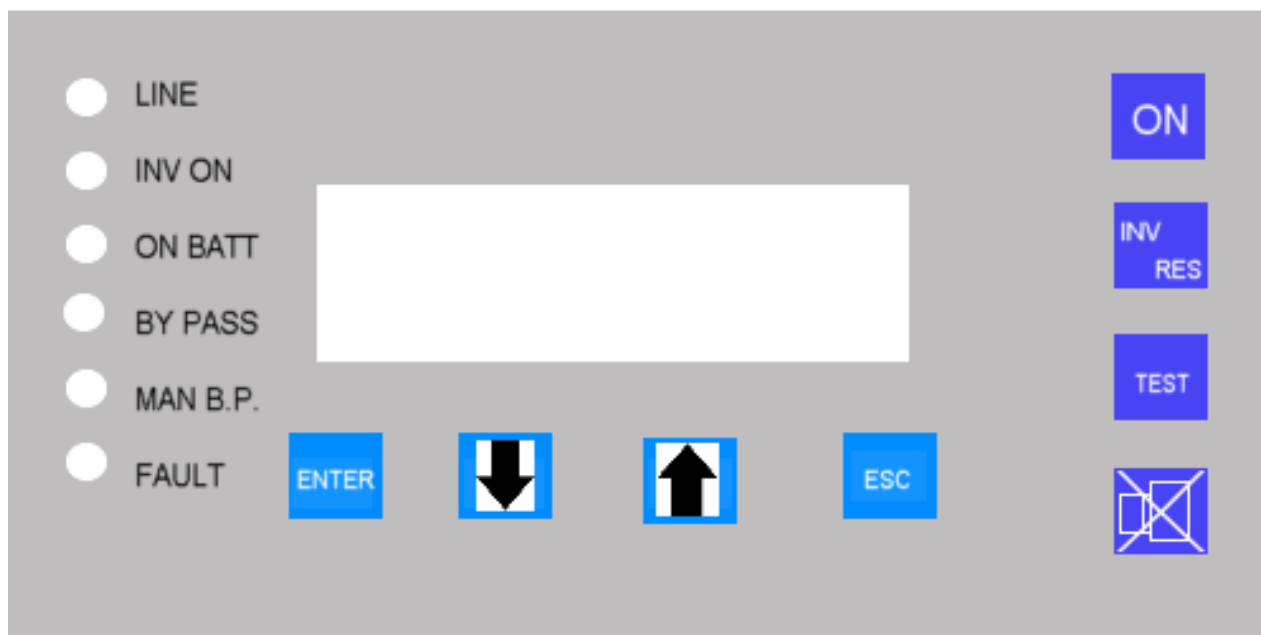 LINE
INV ON
ON BATT
BY PASS
MAN B.P.
FAULT
ENTER
ESC
ON
INV
RES
TEST